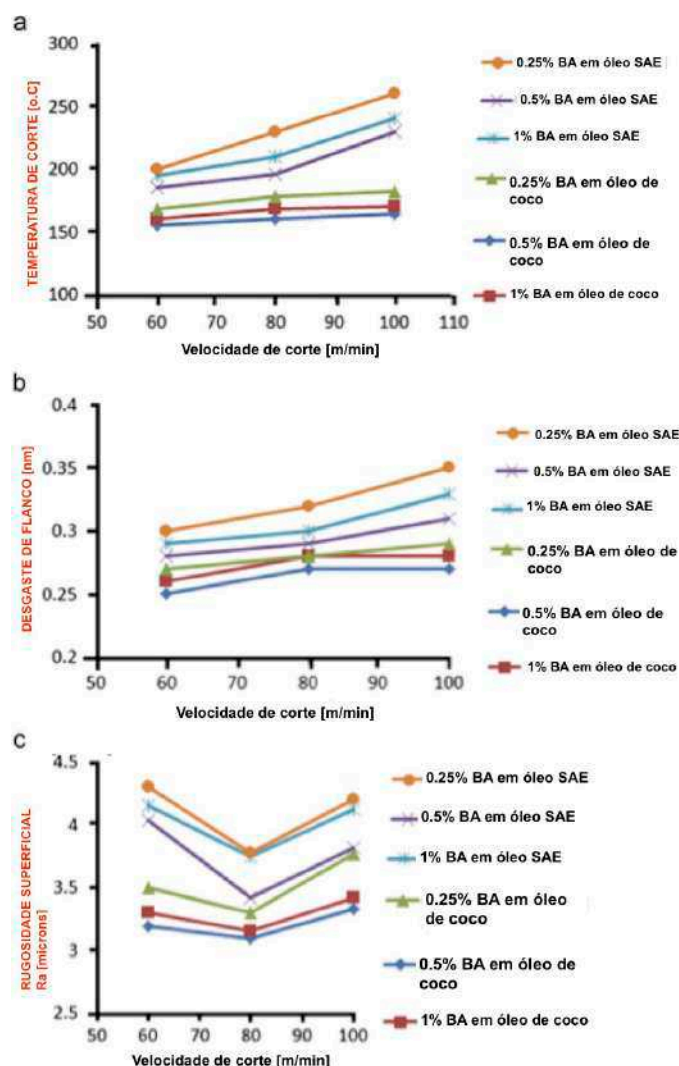 a
300
250
200
150
100
TEMPERATURA DE CORTE [o.C]
50 60 70 80 90 100 110
Velocidade de corte [m/min]
0.25% BA em óleo SAE
0.5% BA em óleo SAE
1% BA em óleo SAE
0.25% BA em óleo de
coco
0.5% BA em óleo de
coco
1% BA em óleo de coco
b
0.4
0.35
0.3
0.25
0.2
DESGASTE DE FLANCO [nm]
50 60 70 80 90 100
Velocidade de corte [m/min]
0.25% BA em óleo SAE
0.5% BA em óleo SAE
1% BA em óleo SAE
0.25% BA em óleo de
coco
0.5% BA em óleo de
coco
1% BA em óleo de coco
c
4.5
4
3.5
3
2.5
RUGOSIDADE SUPERFICIAL
Ra [microns]
50 60 70 80 90 100
Velocidade de corte [m/min]
0.25% BA em óleo SAE
0.5% BA em óleo SAE
1% BA em óleo SAE
0.25% BA em óleo
de coco
0.5% BA em óleo de
coco
1% BA em óleo de coco